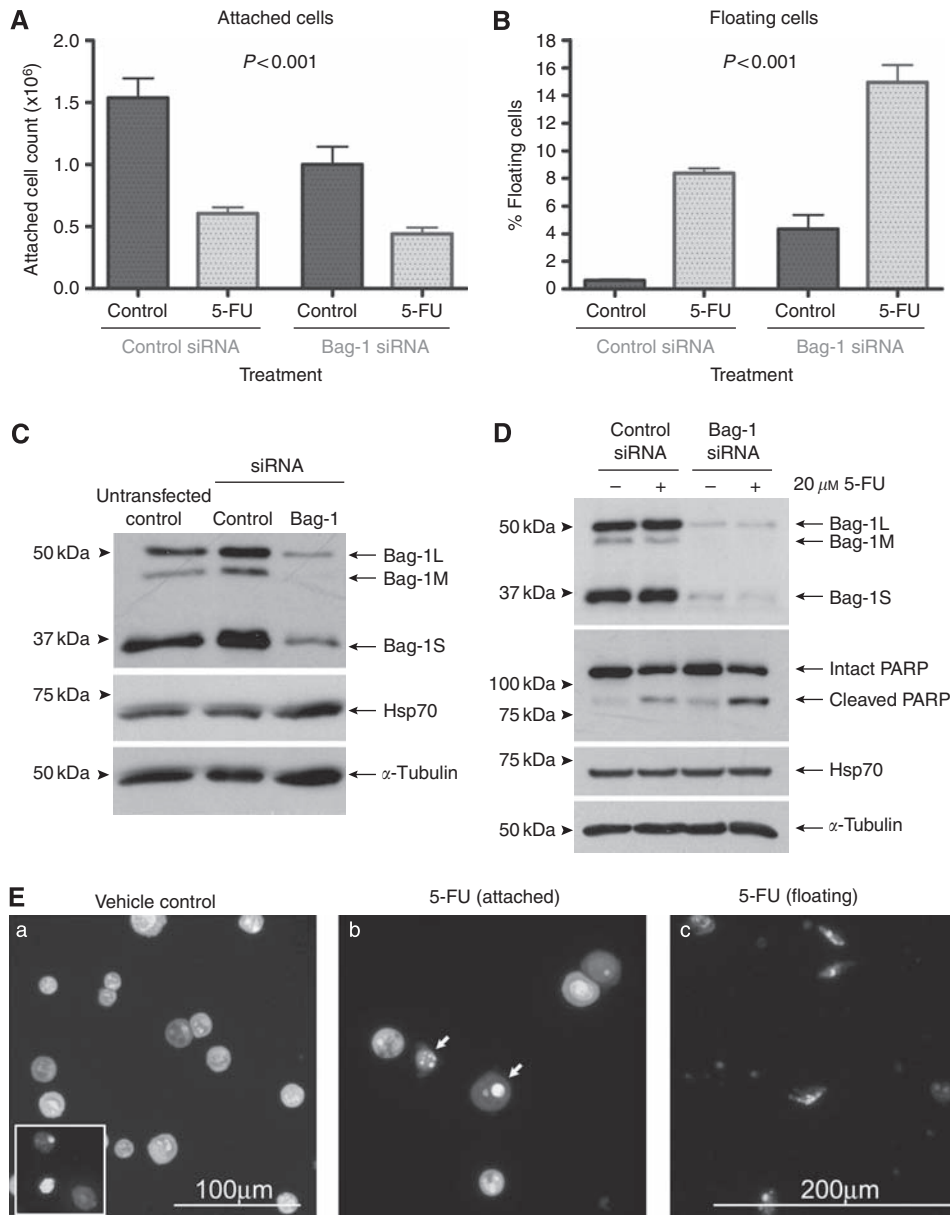 A
Attached cells
P<0.001
Attached cell count (x10⁶)
2.0
1.5
1.0
0.5
0.0
Control
5-FU
Control
5-FU
Control siRNA
Bag-1 siRNA
Treatment
B
Floating cells
P<0.001
% Floating cells
18
16
14
12
10
8
6
4
2
0
Control
5-FU
Control
5-FU
Control siRNA
Bag-1 siRNA
Treatment
C
siRNA
Untransfected
control
Control
Bag-1
50 kDa
37 kDa
75 kDa
50 kDa
Bag-1L
Bag-1M
Bag-1S
Hsp70
α-Tubulin
D
Control
siRNA
Bag-1
siRNA
– + – + 20 μM 5-FU
50 kDa
37 kDa
100 kDa
75 kDa
75 kDa
50 kDa
Bag-1L
Bag-1M
Bag-1S
Intact PARP
Cleaved PARP
Hsp70
α-Tubulin
E
Vehicle control
5-FU (attached)
5-FU (floating)
a
100μm
b
c
200μm